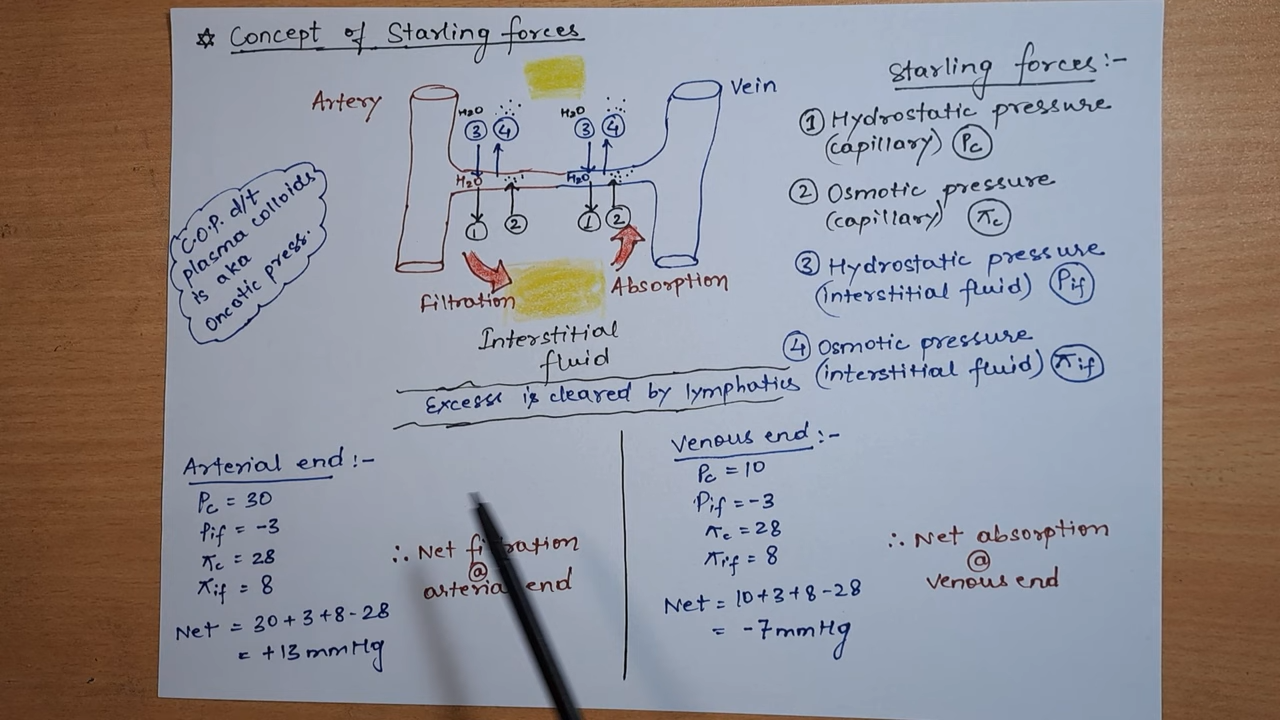 ☆ Concept of Starling forces
Artery
Vein
H₂O
③ ④
H₂O
③ ④
H₂O
H₂O
① ②
① ②
Filtration
Absorption
Interstitial
fluid
C.O.P. d/t
plasma colloids
is aka
oncotic press.
Starling forces:-
① Hydrostatic pressure
(capillary) Pc
② Osmotic pressure
(capillary) πc
③ Hydrostatic pressure
(interstitial fluid) Pif
④ Osmotic pressure
(interstitial fluid) πif
Excess is cleared by lymphatics
Arterial end:-
Pc = 30
Pif = -3
πc = 28
πif = 8
Net = 30+3+8-28
= +13 mmHg
∴ Net filtration
@
arterial end
Venous end:-
Pc = 10
Pif = -3
πc = 28
πif = 8
Net = 10+3+8-28
= -7mmHg
∴ Net absorption
@
venous end